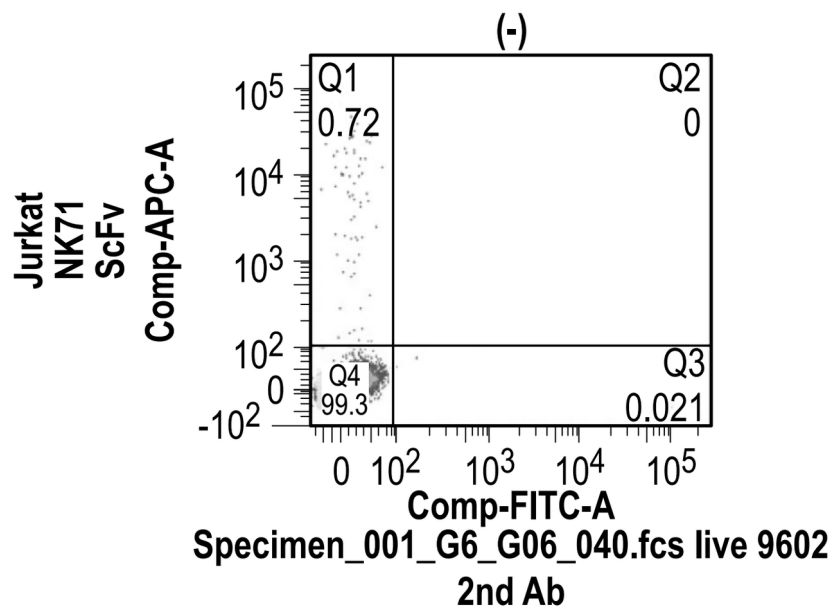 (-)
Jurkat
NK71
ScFv
Comp-APC-A
10^5
10^4
10^3
10^2
0
-10^2
Q1
0.72
Q2
0
Q4
99.3
Q3
0.021
0 10^2 10^3 10^4 10^5
Comp-FITC-A
Specimen_001_G6_G06_040.fcs live 9602
2nd Ab